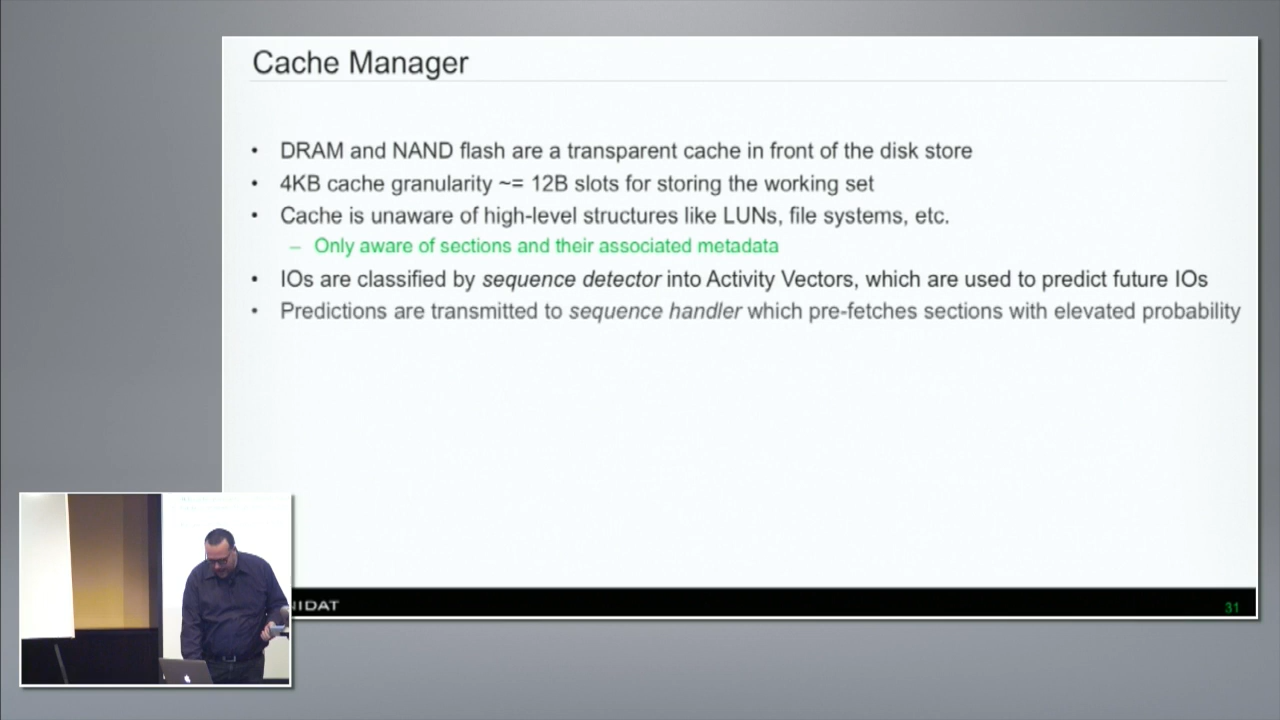 Cache Manager
• DRAM and NAND flash are a transparent cache in front of the disk store
• 4KB cache granularity ~= 12B slots for storing the working set
• Cache is unaware of high-level structures like LUNs, file systems, etc.
– Only aware of sections and their associated metadata
• IOs are classified by sequence detector into Activity Vectors, which are used to predict future IOs
• Predictions are transmitted to sequence handler which pre-fetches sections with elevated probability
NIDAT
31